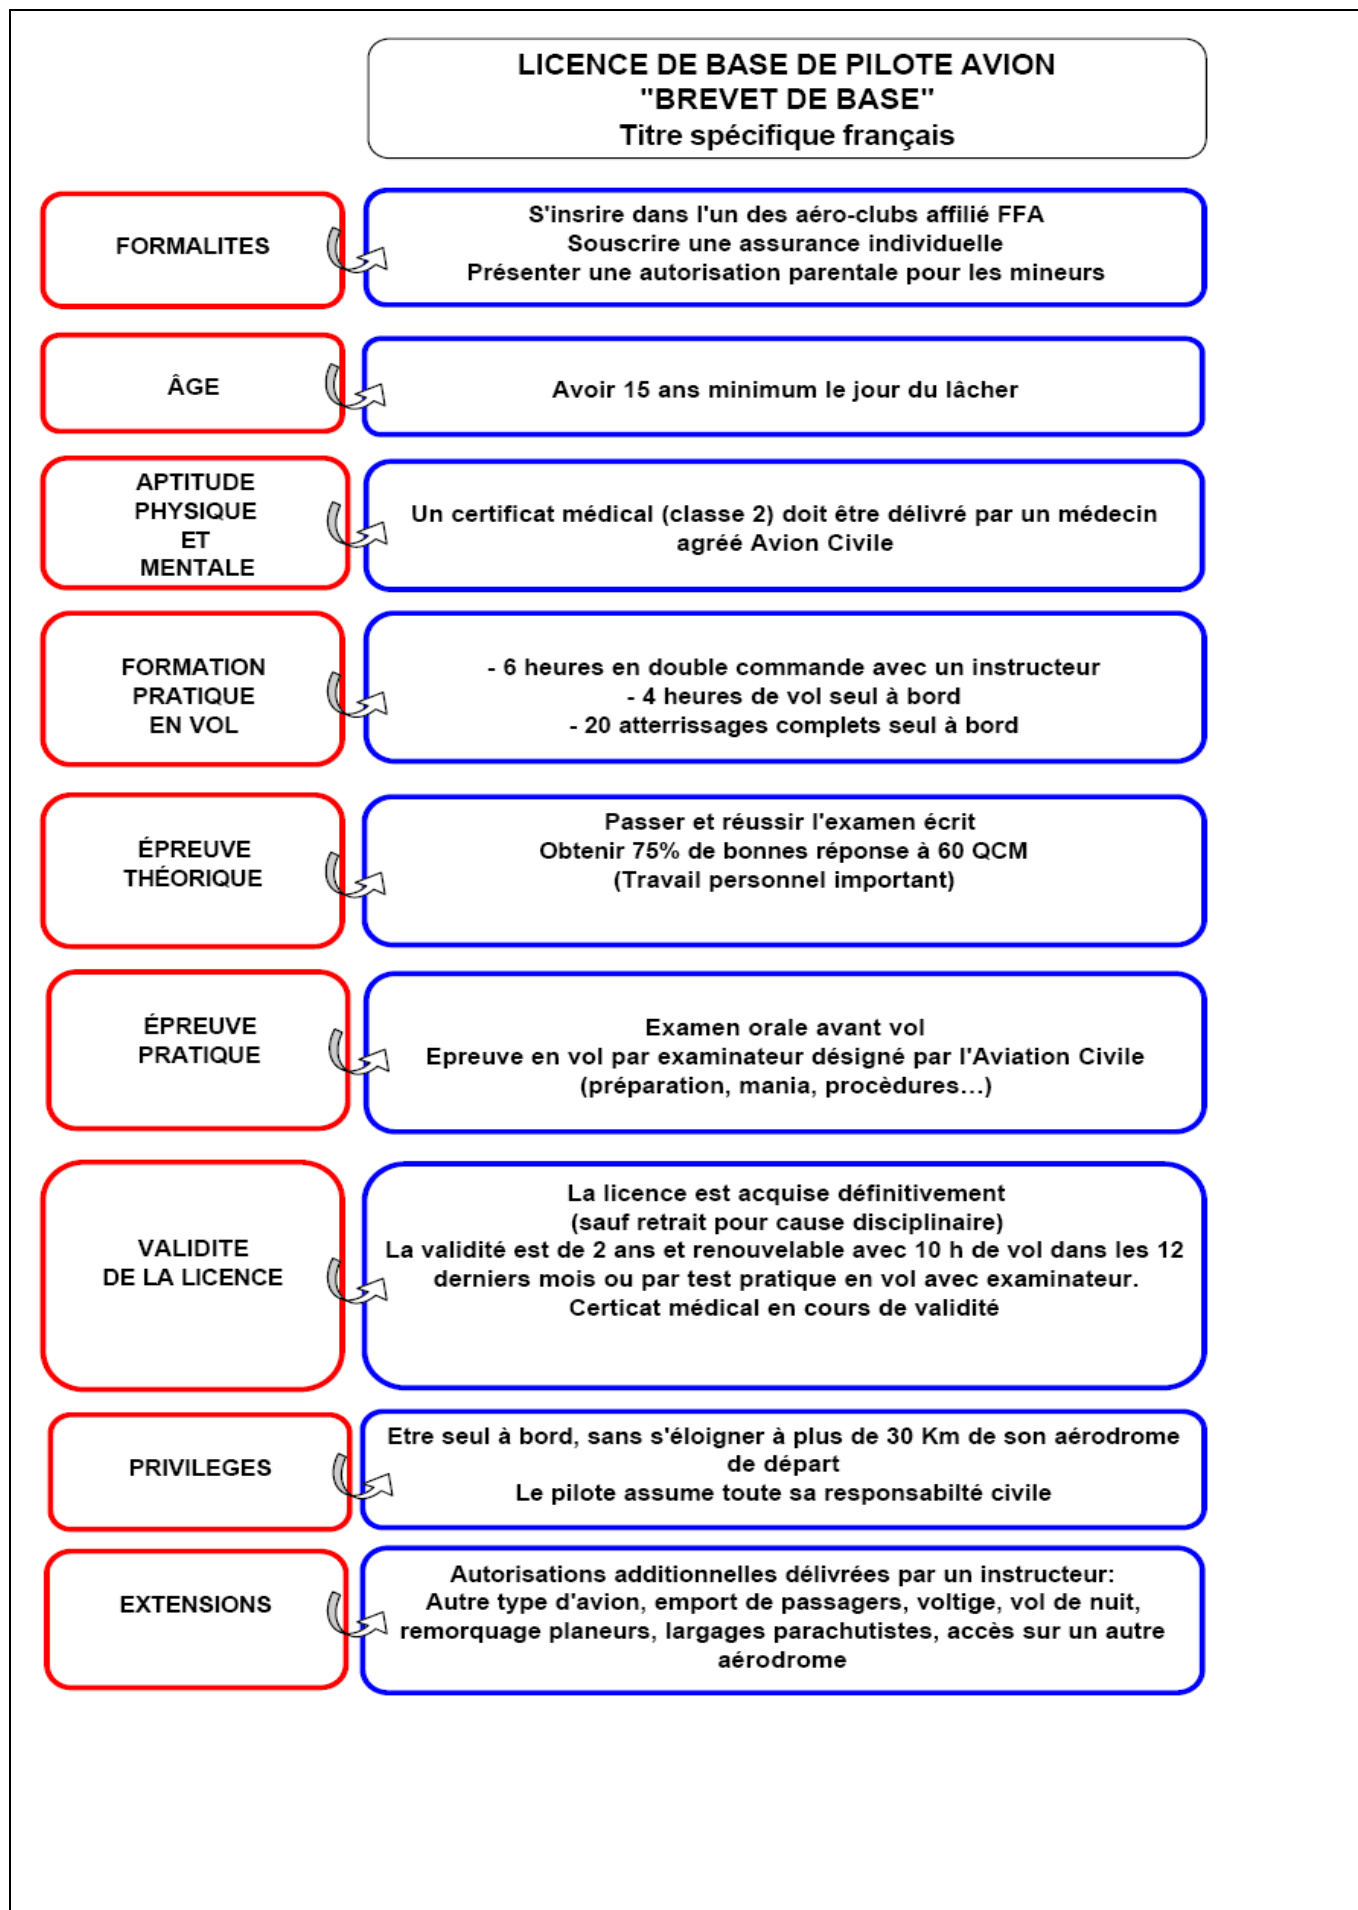 LICENCE DE BASE DE PILOTE AVION
"BREVET DE BASE"
Titre spécifique français
FORMALITES
S'insrire dans l'un des aéro-clubs affilié FFA
Souscrire une assurance individuelle
Présenter une autorisation parentale pour les mineurs
ÂGE
Avoir 15 ans minimum le jour du lâcher
APTITUDE
PHYSIQUE
ET
MENTALE
Un certificat médical (classe 2) doit être délivré par un médecin
agréé Avion Civile
FORMATION
PRATIQUE
EN VOL
- 6 heures en double commande avec un instructeur
- 4 heures de vol seul à bord
- 20 atterrissages complets seul à bord
ÉPREUVE
THÉORIQUE
Passer et réussir l'examen écrit
Obtenir 75% de bonnes réponse à 60 QCM
(Travail personnel important)
ÉPREUVE
PRATIQUE
Examen orale avant vol
Epreuve en vol par examinateur désigné par l'Aviation Civile
(préparation, mania, procèdures...)
VALIDITE
DE LA LICENCE
La licence est acquise définitivement
(sauf retrait pour cause disciplinaire)
La validité est de 2 ans et renouvelable avec 10 h de vol dans les 12
derniers mois ou par test pratique en vol avec examinateur.
Certicat médical en cours de validité
PRIVILEGES
Etre seul à bord, sans s'éloigner à plus de 30 Km de son aérodrome
de départ
Le pilote assume toute sa responsabilté civile
EXTENSIONS
Autorisations additionnelles délivrées par un instructeur:
Autre type d'avion, emport de passagers, voltige, vol de nuit,
remorquage planeurs, largages parachutistes, accès sur un autre
aérodrome